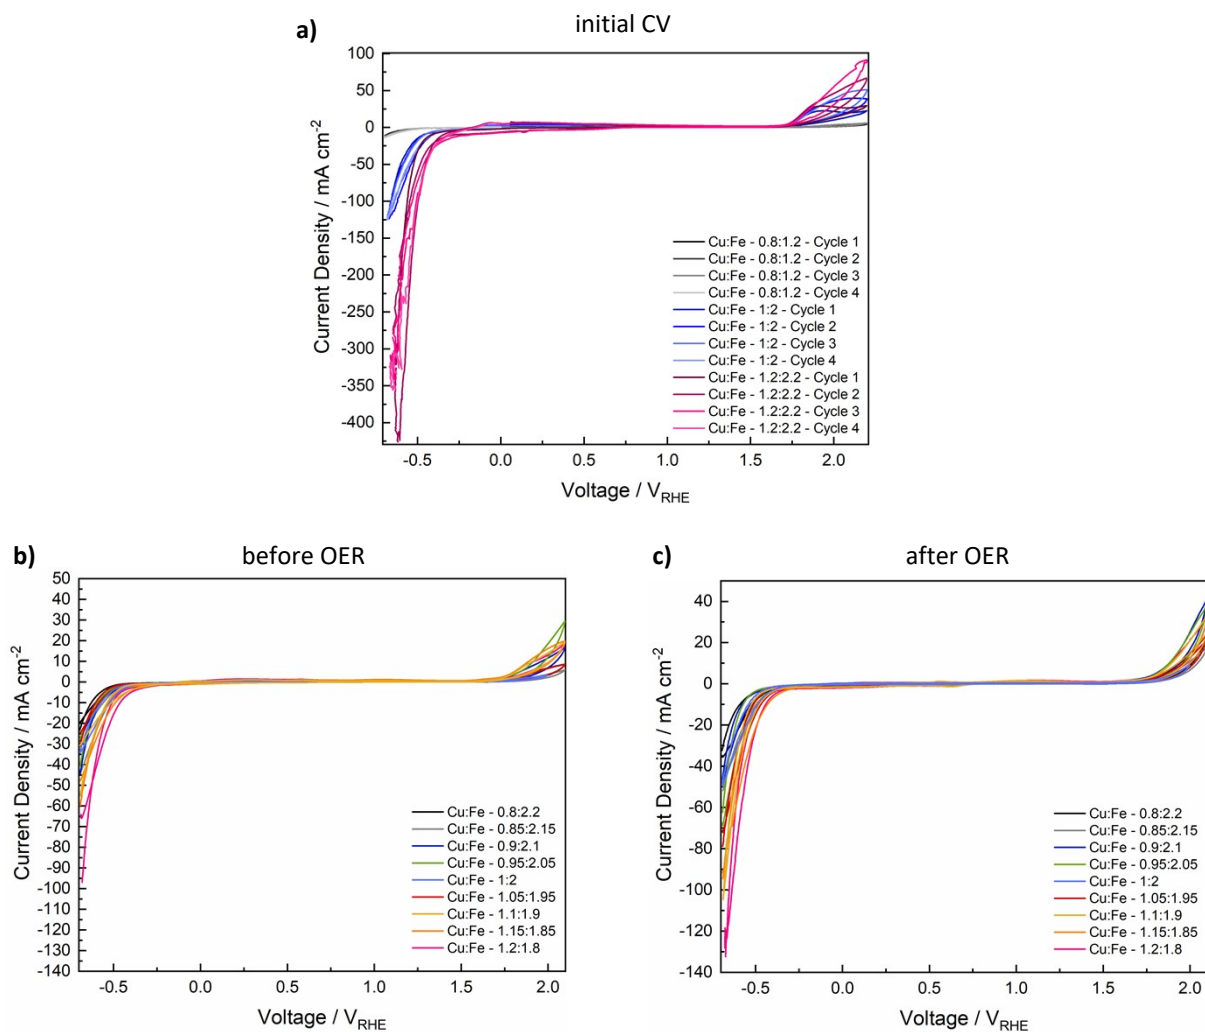 initial CV
a)
100
50
0
-50
-100
-150
-200
-250
-300
-350
-400
Current Density / mA cm-2
Cu:Fe - 0.8:1.2 - Cycle 1
Cu:Fe - 0.8:1.2 - Cycle 2
Cu:Fe - 0.8:1.2 - Cycle 3
Cu:Fe - 0.8:1.2 - Cycle 4
Cu:Fe - 1:2 - Cycle 1
Cu:Fe - 1:2 - Cycle 2
Cu:Fe - 1:2 - Cycle 3
Cu:Fe - 1:2 - Cycle 4
Cu:Fe - 1.2:2.2 - Cycle 1
Cu:Fe - 1.2:2.2 - Cycle 2
Cu:Fe - 1.2:2.2 - Cycle 3
Cu:Fe - 1.2:2.2 - Cycle 4
-0.5 0.0 0.5 1.0 1.5 2.0
Voltage / VRHE
b)
before OER
50
40
30
20
10
0
-10
-20
-30
-40
-50
-60
-70
-80
-90
-100
-110
-120
-130
-140
Current Density / mA cm-2
Cu:Fe - 0.8:2.2
Cu:Fe - 0.85:2.15
Cu:Fe - 0.9:2.1
Cu:Fe - 0.95:2.05
Cu:Fe - 1:2
Cu:Fe - 1.05:1.95
Cu:Fe - 1.1:1.9
Cu:Fe - 1.15:1.85
Cu:Fe - 1.2:1.8
-0.5 0.0 0.5 1.0 1.5 2.0
Voltage / VRHE
c)
after OER
40
20
0
-20
-40
-60
-80
-100
-120
-140
Current Density / mA cm-2
Cu:Fe - 0.8:2.2
Cu:Fe - 0.85:2.15
Cu:Fe - 0.9:2.1
Cu:Fe - 0.95:2.05
Cu:Fe - 1:2
Cu:Fe - 1.05:1.95
Cu:Fe - 1.1:1.9
Cu:Fe - 1.15:1.85
Cu:Fe - 1.2:1.8
-0.5 0.0 0.5 1.0 1.5 2.0
Voltage / VRHE